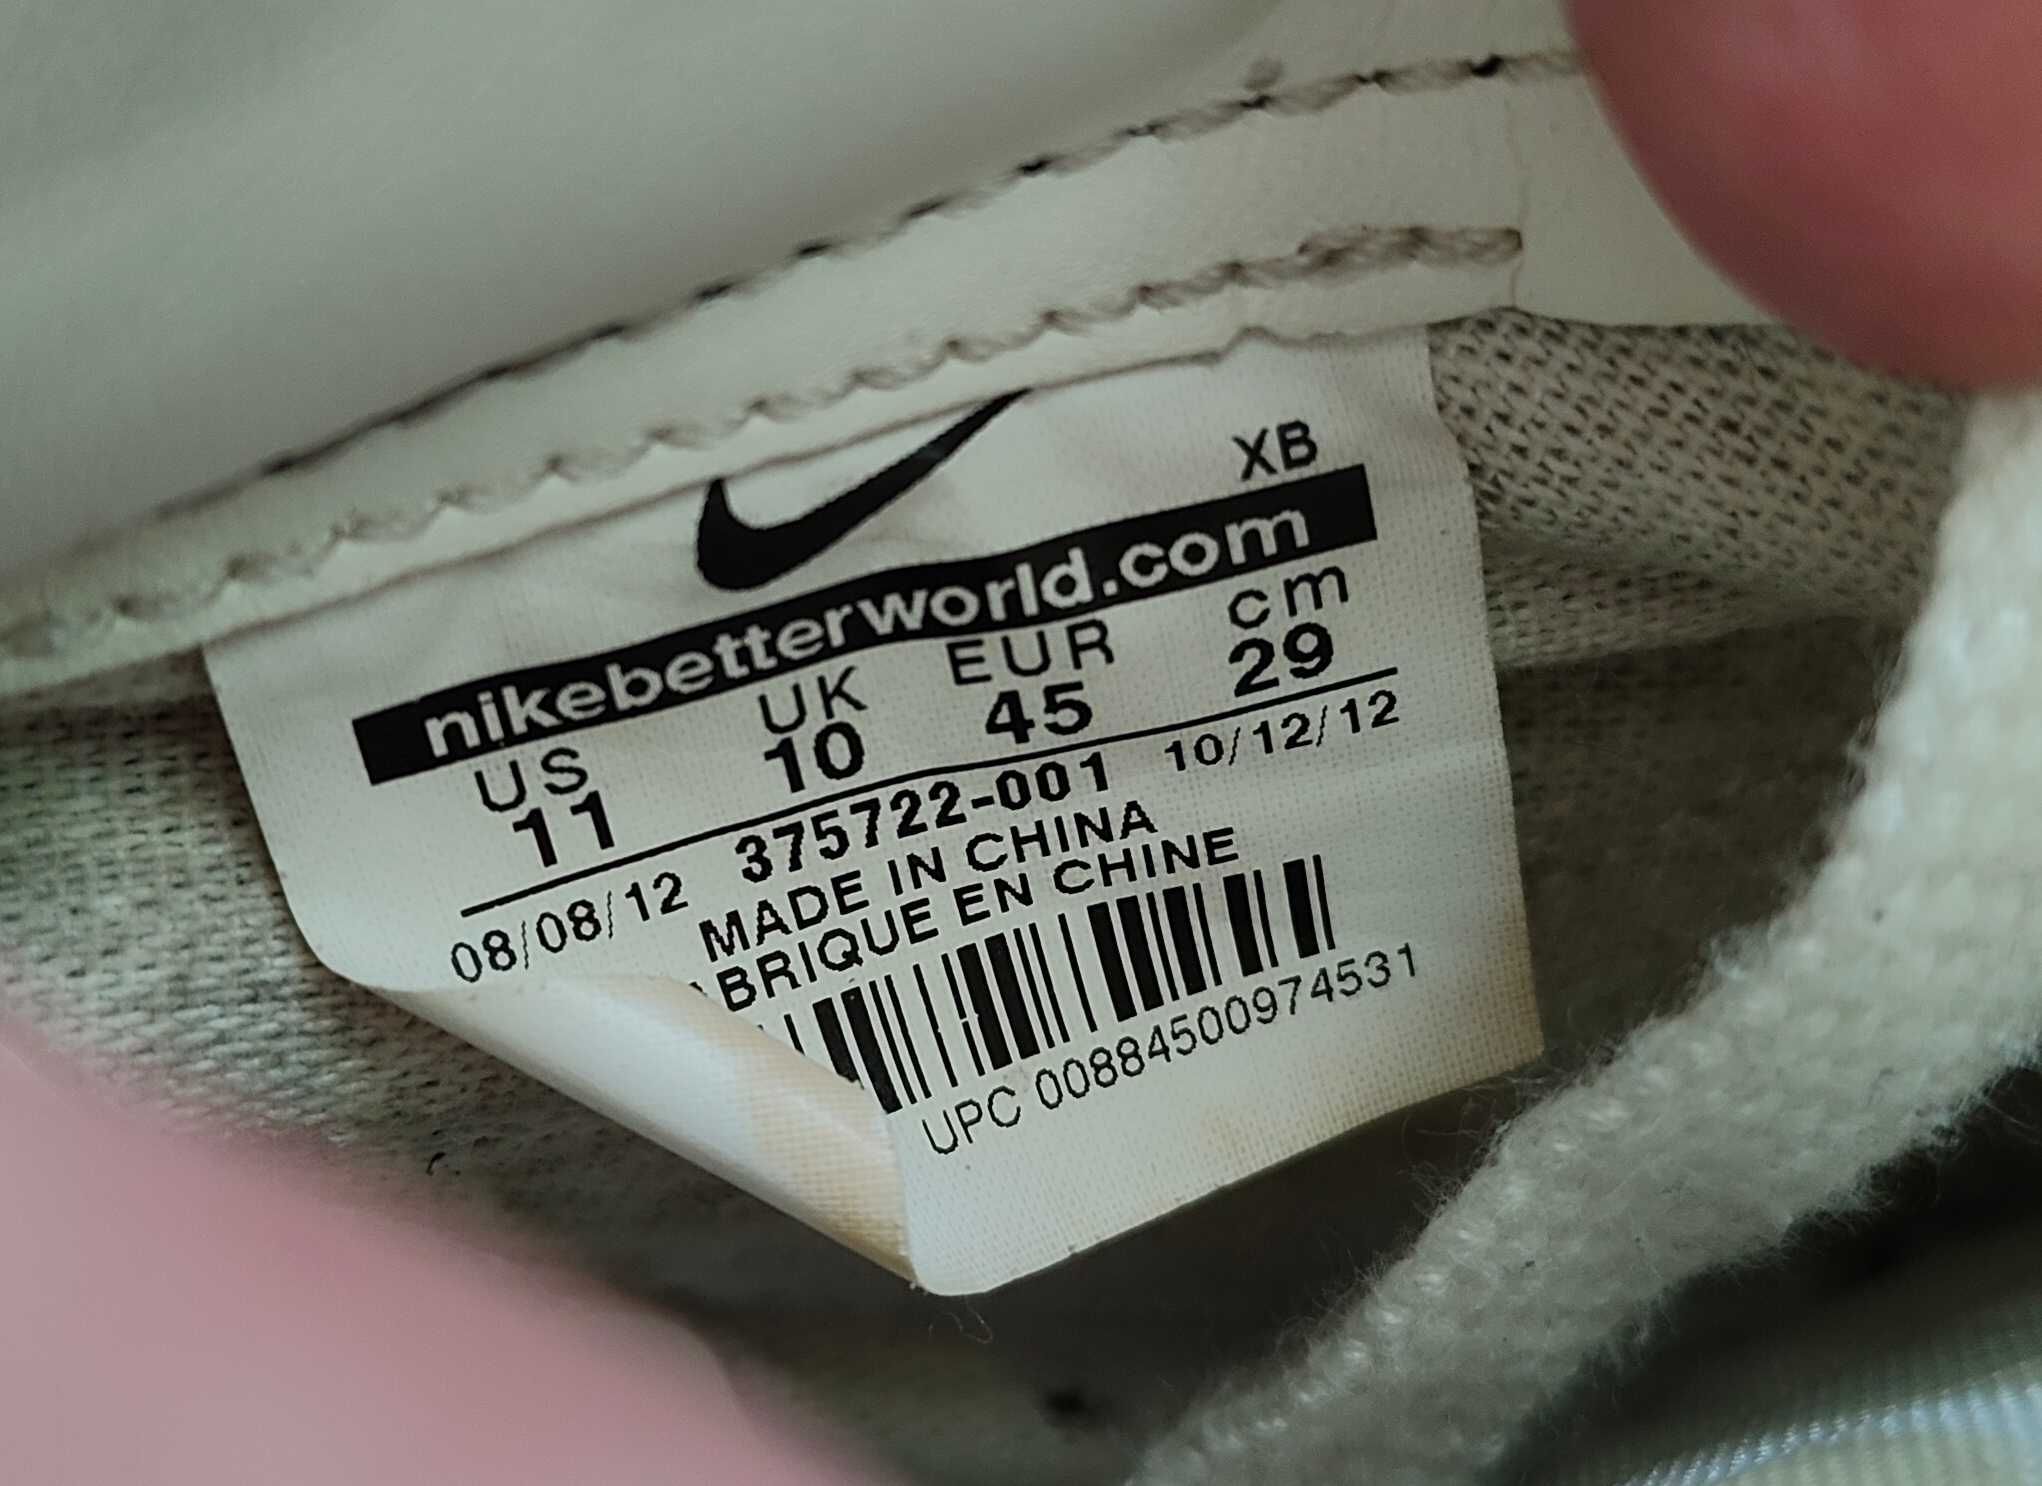 XB
nikebetterworld.com
US UK EUR cm
11 10 45 29
08/08/12 375722-001 10/12/12
MADE IN CHINA
ABRIQUE EN CHINE
UPC 00884500974531